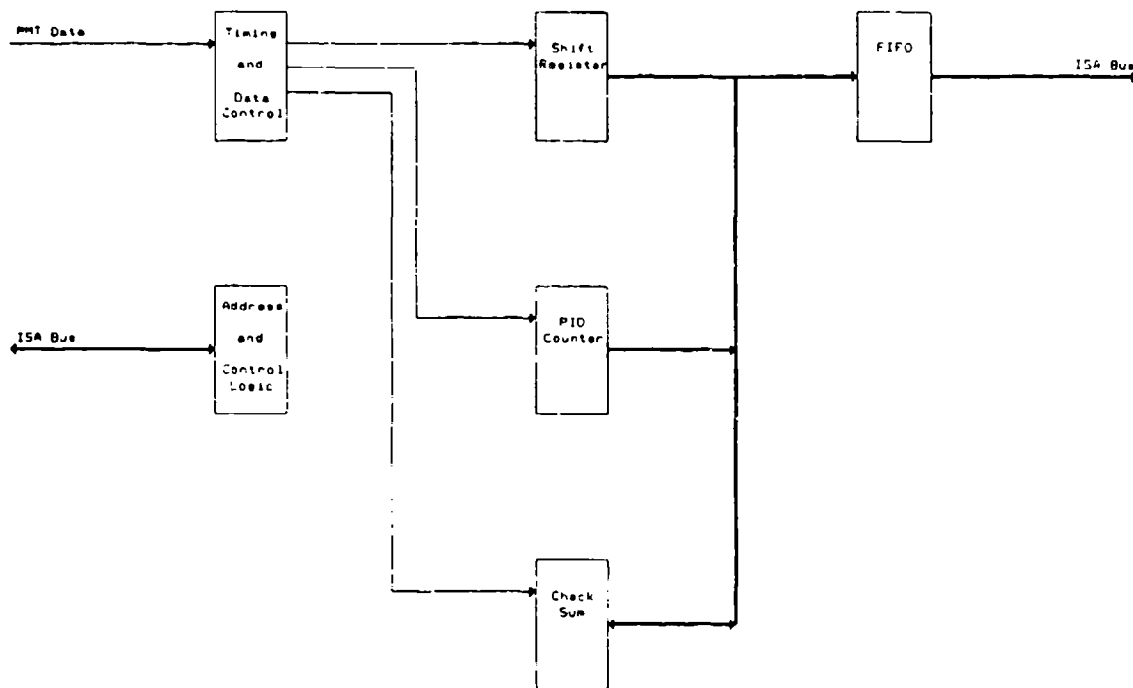 PMT Data
Timing
and
Data
Control
Shift
Register
FIFO
ISA Bus
ISA Bus
Address
and
Control
Logic
PID
Counter
Check
Sum